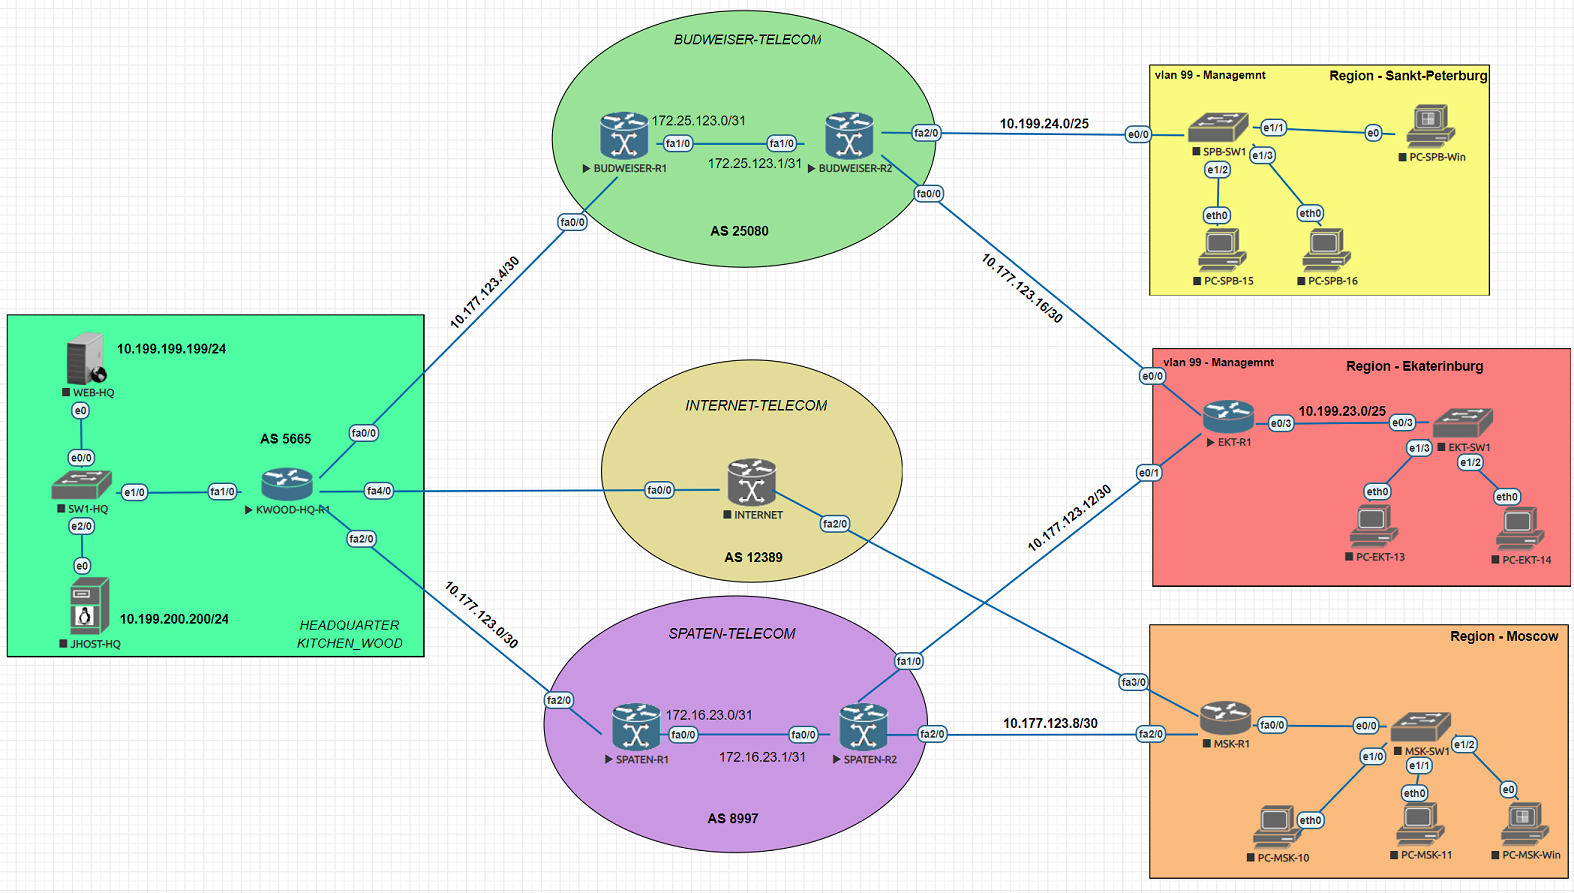 BUDWEISER-TELECOM
172.25.123.0/31
fa1/0
fa1/0
172.25.123.1/31
BUDWEISER-R1
BUDWEISER-R2
fa2/0
fa0/0
fa0/0
AS 25080
10.199.24.0/25
10.177.123.4/30
10.177.123.16/30
vlan 99 - Managemnt
Region - Sankt-Peterburg
e0/0
SPB-SW1
e1/1
e0
PC-SPB-Win
e1/3
e1/2
eth0
eth0
PC-SPB-15
PC-SPB-16
10.199.199.199/24
WEB-HQ
e0
e0/0
AS 5665
fa0/0
SW1-HQ
e1/0
fa1/0
KWOOD-HQ-R1
fa4/0
fa2/0
e2/0
e0
10.199.200.200/24
JHOST-HQ
HEADQUARTER
KITCHEN_WOOD
INTERNET-TELECOM
fa0/0
INTERNET
fa2/0
AS 12389
vlan 99 - Managemnt
Region - Ekaterinburg
e0/0
EKT-R1
e0/3
10.199.23.0/25
e0/3
EKT-SW1
e0/1
e1/3
e1/2
eth0
eth0
PC-EKT-13
PC-EKT-14
10.177.123.12/30
10.177.123.0/30
SPATEN-TELECOM
fa2/0
172.16.23.0/31
fa0/0
fa0/0
172.16.23.1/31
SPATEN-R1
SPATEN-R2
fa1/0
fa2/0
AS 8997
10.177.123.8/30
Region - Moscow
fa3/0
fa2/0
MSK-R1
fa0/0
e0/0
MSK-SW1
e1/0
e1/1
e1/2
eth0
eth0
e0
PC-MSK-10
PC-MSK-11
PC-MSK-Win